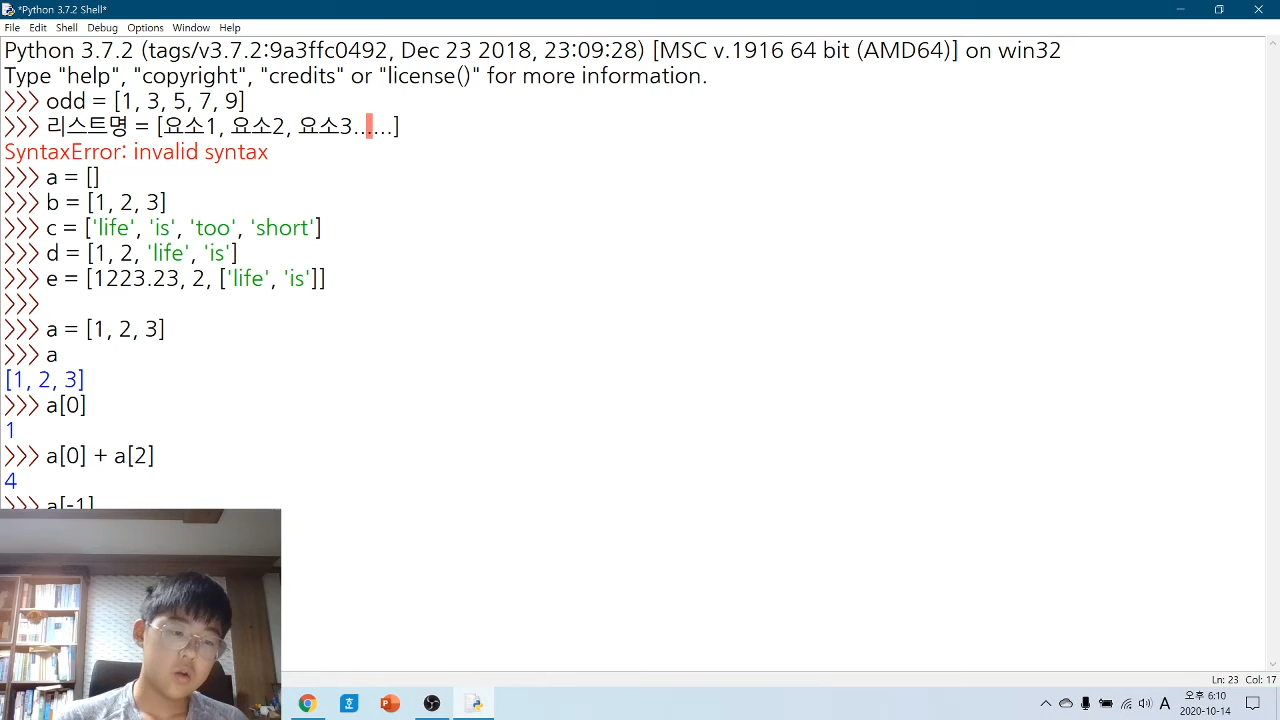 *Python 3.7.2 Shell*
File Edit Shell Debug Options Window Help
Python 3.7.2 (tags/v3.7.2:9a3ffc0492, Dec 23 2018, 23:09:28) [MSC v.1916 64 bit (AMD64)] on win32
Type "help", "copyright", "credits" or "license()" for more information.
>>> odd = [1, 3, 5, 7, 9]
>>> 리스트명 = [요소1, 요소2, 요소3......]
SyntaxError: invalid syntax
>>> a = []
>>> b = [1, 2, 3]
>>> c = ['life', 'is', 'too', 'short']
>>> d = [1, 2, 'life', 'is']
>>> e = [1223.23, 2, ['life', 'is']]
>>>
>>> a = [1, 2, 3]
>>> a
[1, 2, 3]
>>> a[0]
1
>>> a[0] + a[2]
4
>>> a[-1]
Ln: 23 Col: 17
A
오후 6:10
2020-10-14